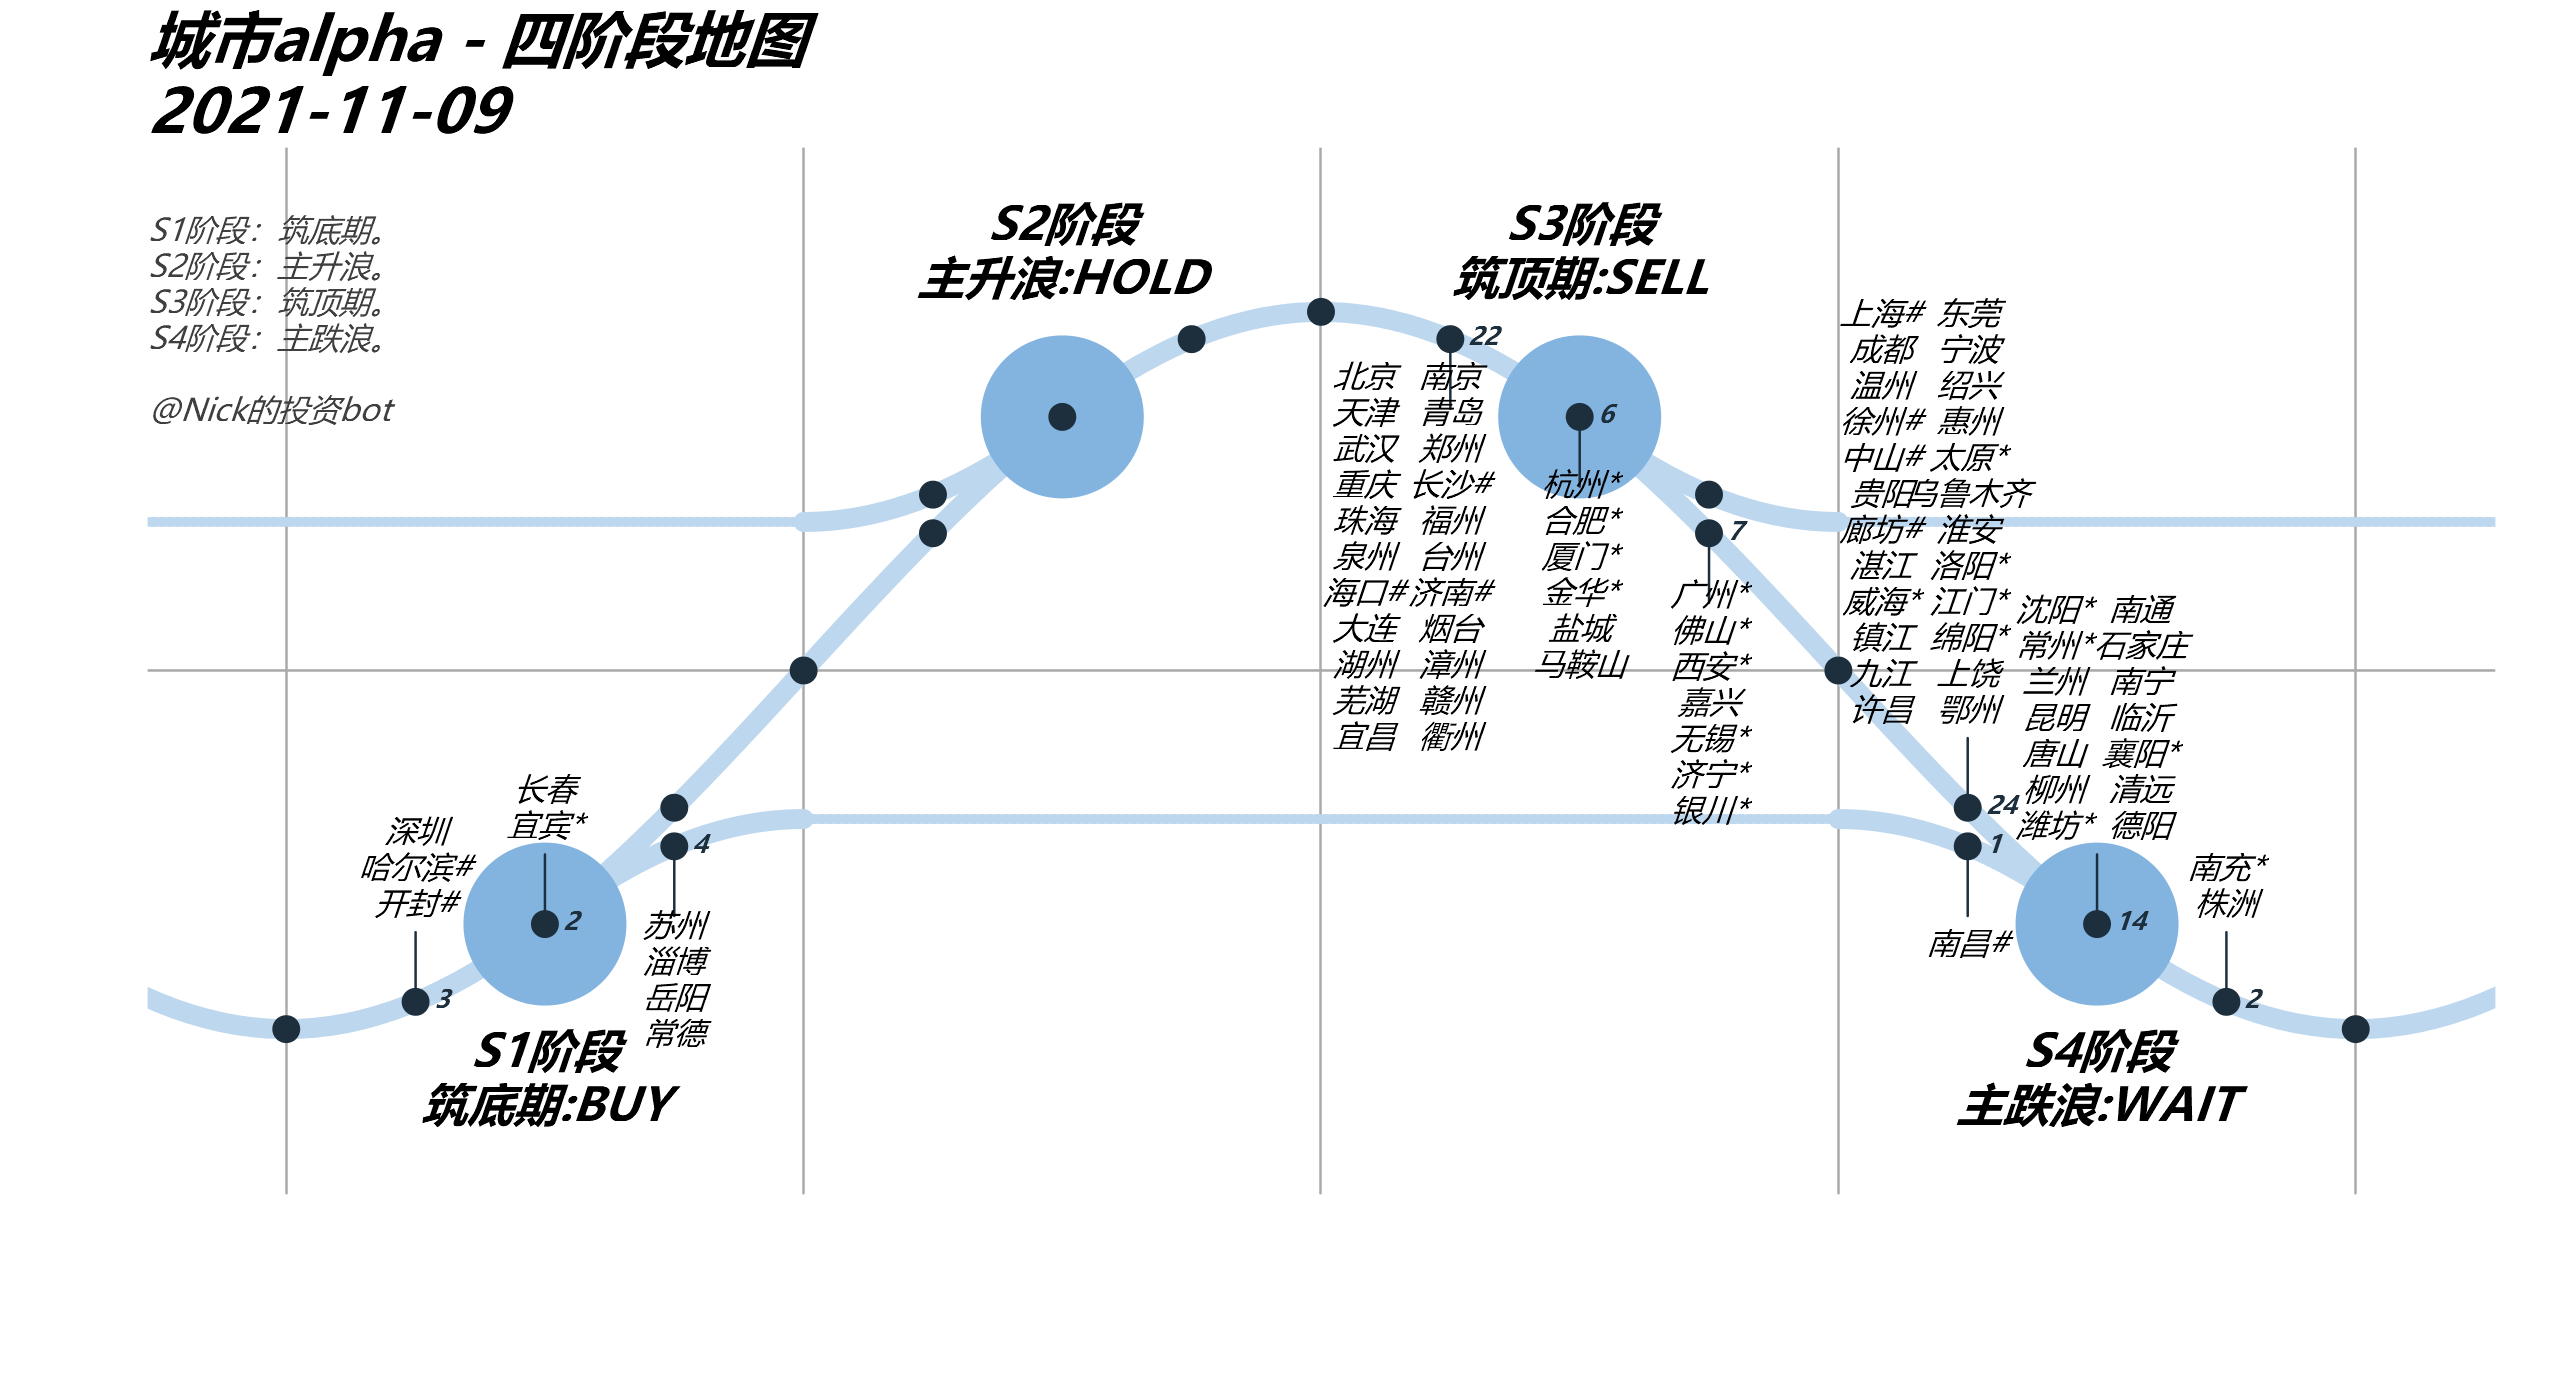 城市alpha - 四阶段地图
2021-11-09
S1阶段：筑底期。
S2阶段：主升浪。
S3阶段：筑顶期。
S4阶段：主跌浪。
@Nick的投资bot
S2阶段
主升浪:HOLD
S3阶段
筑顶期:SELL
22
北京 南京
天津 青岛
武汉 郑州
重庆 长沙#
珠海 福州
泉州 台州
海口# 济南#
大连 烟台
湖州 漳州
芜湖 赣州
宜昌 衢州
6
杭州*
合肥*
厦门*
金华*
盐城
马鞍山
7
广州*
佛山*
西安*
嘉兴
无锡*
济宁*
银川*
上海# 东莞
成都 宁波
温州 绍兴
徐州# 惠州
中山# 太原*
贵阳 乌鲁木齐
廊坊# 淮安
湛江 洛阳*
威海* 江门*
镇江 绵阳*
九江 上饶
许昌 鄂州
24
沈阳* 南通
常州* 石家庄
兰州 南宁
昆明 临沂
唐山 襄阳*
柳州 清远
潍坊* 德阳
14
1
南昌#
南充*
株洲
2
深圳
哈尔滨#
开封#
3
长春
宜宾*
2
4
苏州
淄博
岳阳
常德
S1阶段
筑底期:BUY
S4阶段
主跌浪:WAIT